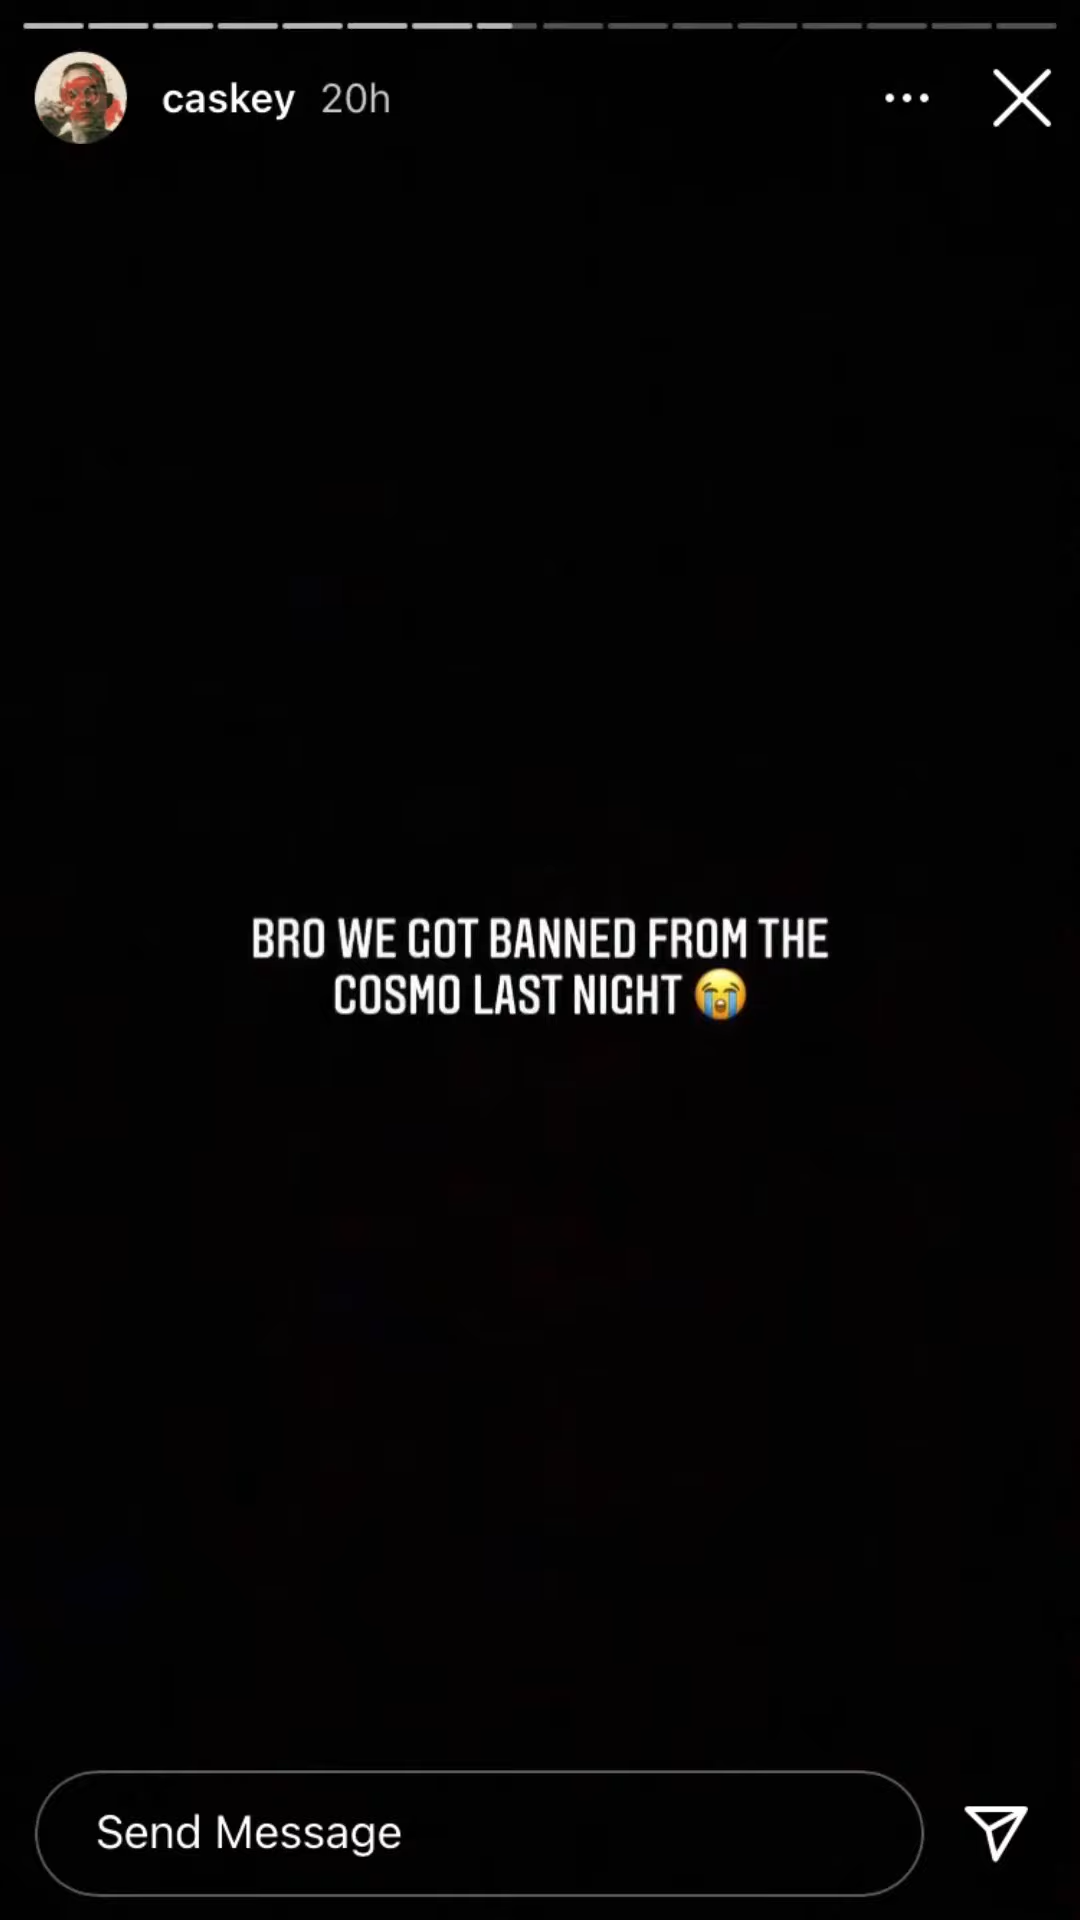 caskey 20h
BRO WE GOT BANNED FROM THE
COSMO LAST NIGHT 😭
Send Message